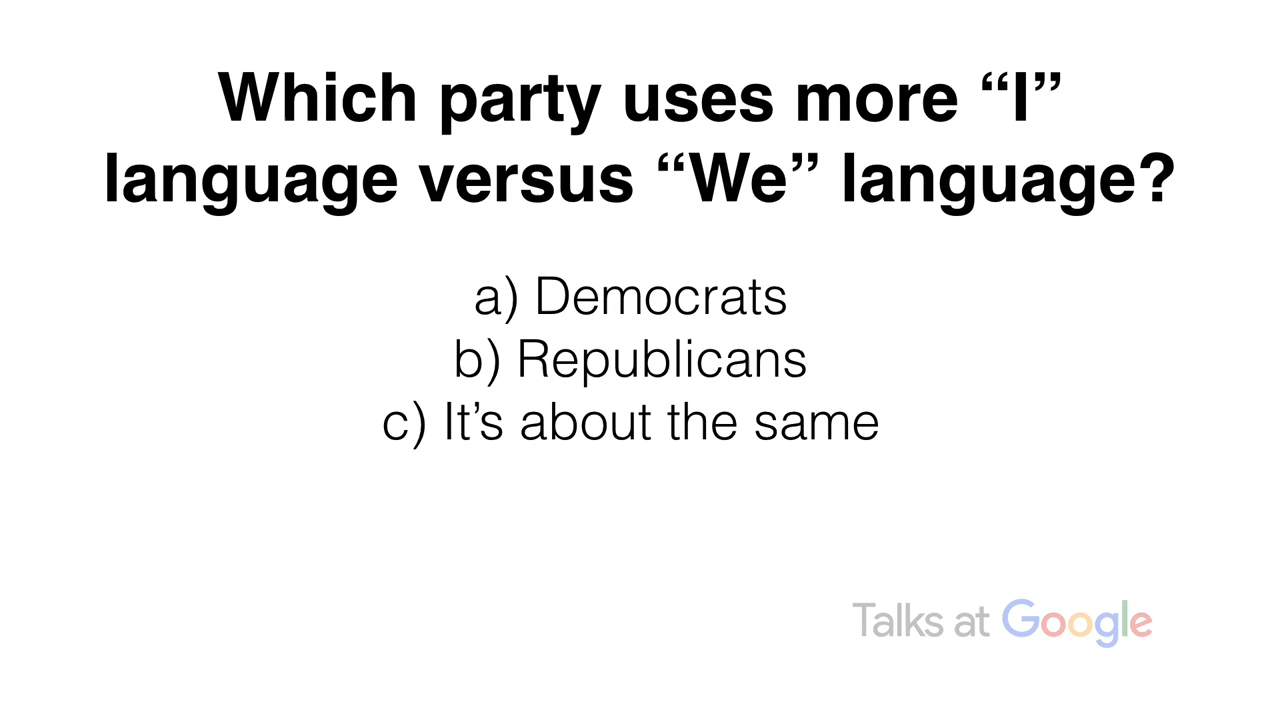 Which party uses more “I”
language versus “We” language?
a) Democrats
b) Republicans
c) It’s about the same
Talks at Google